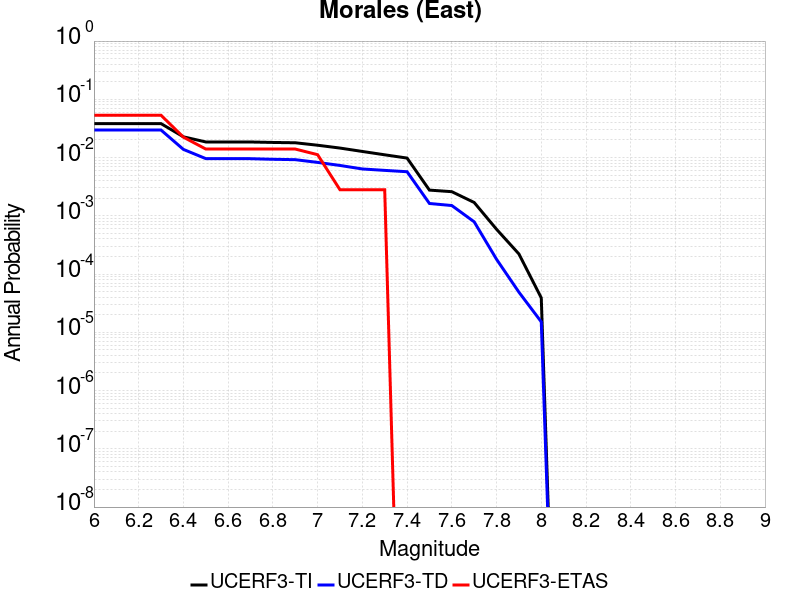 Morales (East)
10^0
10^-1
10^-2
10^-3
10^-4
10^-5
10^-6
10^-7
10^-8
Annual Probability
6 6.2 6.4 6.6 6.8 7 7.2 7.4 7.6 7.8 8 8.2 8.4 8.6 8.8 9
Magnitude
UCERF3-TI UCERF3-TD UCERF3-ETAS